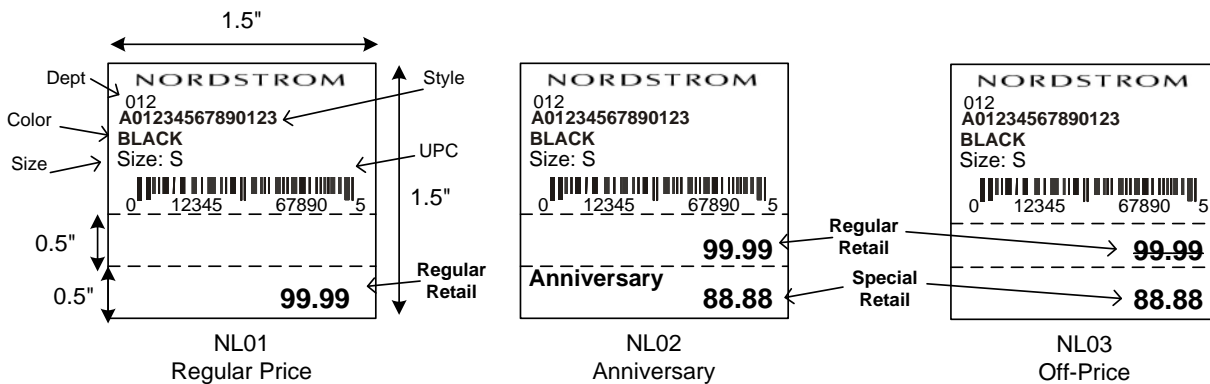 1.5"
NORDSTROM
Dept
012
Style
A01234567890123
Color
BLACK
Size
Size: S
UPC
0 12345 67890 5
1.5"
0.5"
0.5"
Regular
Retail
99.99
NL01
Regular Price
NORDSTROM
012
A01234567890123
BLACK
Size: S
0 12345 67890 5
99.99
Anniversary
88.88
NL02
Anniversary
Regular
Retail
Special
Retail
NORDSTROM
012
A01234567890123
BLACK
Size: S
0 12345 67890 5
99.99
88.88
NL03
Off-Price